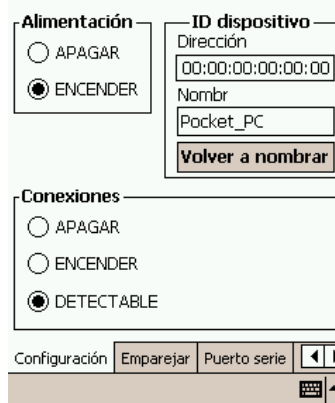 Alimentación
APAGAR
ENCENDER
ID dispositivo
Dirección
00:00:00:00:00:00
Nombr
Pocket_PC
Volver a nombrar
Conexiones
APAGAR
ENCENDER
DETECTABLE
Configuración Emparejar Puerto serie